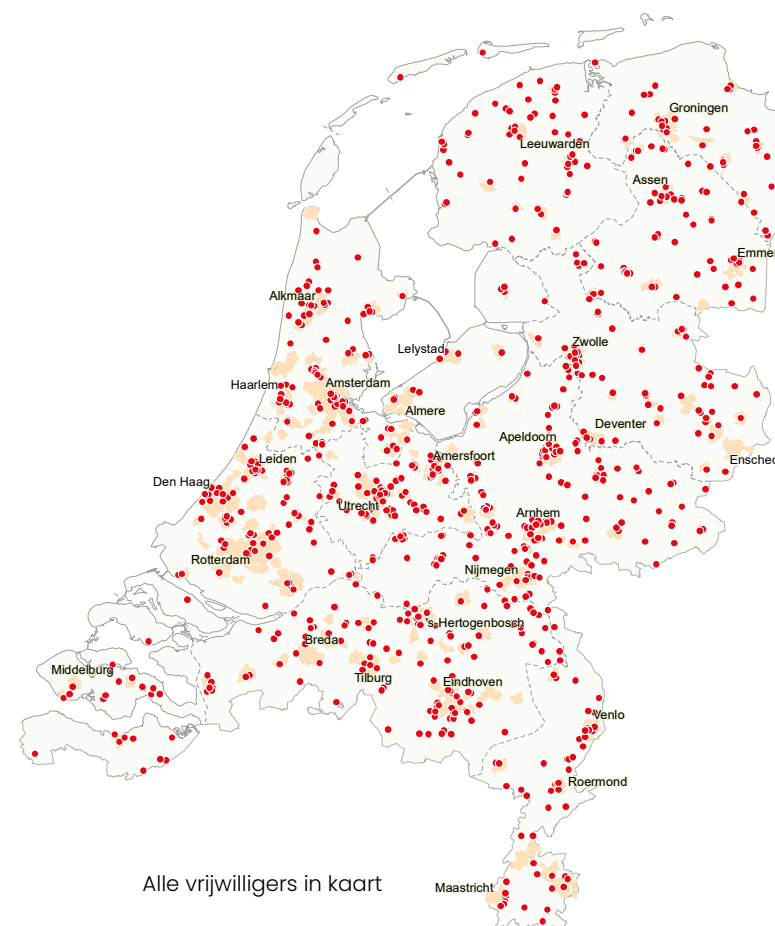 Groningen
Leeuwarden
Assen
Emmen
Alkmaar
Lelystad
Zwolle
Haarlem
Amsterdam
Almere
Deventer
Apeldoorn
Amersfoort
Leiden
Ensched
Den Haag
Utrecht
Arnhem
Rotterdam
Nijmegen
's-Hertogenbosch
Breda
Middelburg
Tilburg
Eindhoven
Venlo
Roermond
Alle vrijwilligers in kaart
Maastricht